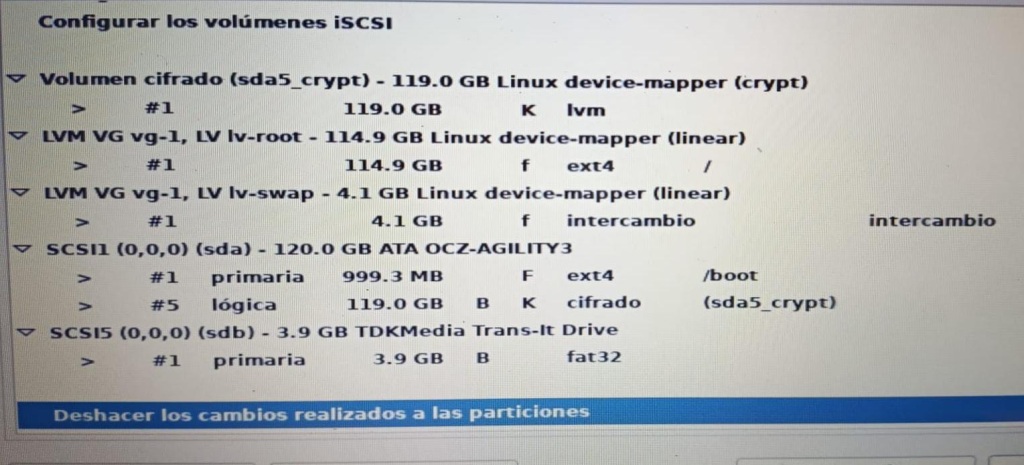 Configurar los volúmenes iSCSI
Volumen cifrado (sda5_crypt) - 119.0 GB Linux device-mapper (crypt)
> #1 119.0 GB K lvm
LVM VG vg-1, LV lv-root - 114.9 GB Linux device-mapper (linear)
> #1 114.9 GB f ext4 /
LVM VG vg-1, LV lv-swap - 4.1 GB Linux device-mapper (linear)
> #1 4.1 GB f intercambio intercambio
SCSI1 (0,0,0) (sda) - 120.0 GB ATA OCZ-AGILITY3
> #1 primaria 999.3 MB F ext4 /boot
> #5 lógica 119.0 GB B K cifrado (sda5_crypt)
SCSI5 (0,0,0) (sdb) - 3.9 GB TDKMedia Trans-It Drive
> #1 primaria 3.9 GB B fat32
Deshacer los cambios realizados a las particiones